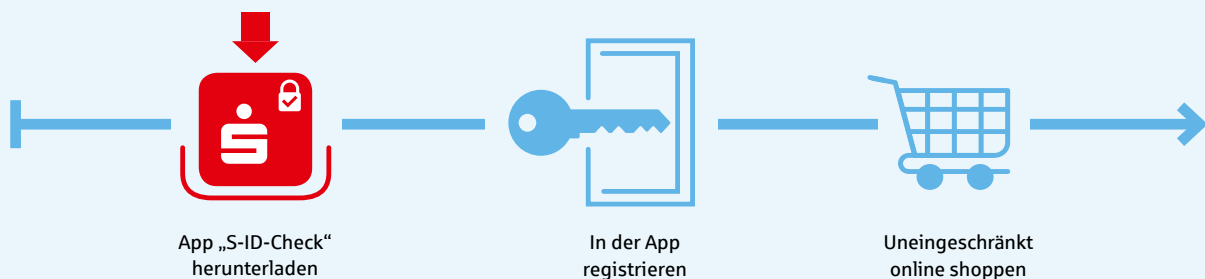 App „S-ID-Check“
herunterladen
In der App
registrieren
Uneingeschränkt
online shoppen